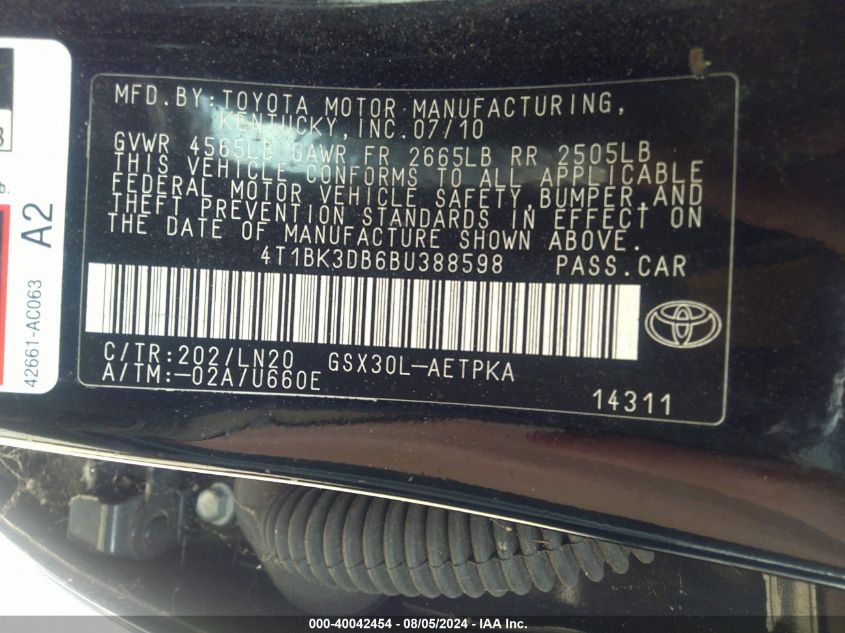 MFD.BY:TOYOTA MOTOR MANUFACTURING,
KENTUCKY,INC.07/10
GVWR 4565LB GAWR FR 2665LB RR 2505LB
THIS VEHICLE CONFORMS TO ALL APPLICABLE
FEDERAL MOTOR VEHICLE SAFETY,BUMPER,AND
THEFT PREVENTION STANDARDS IN EFFECT ON
THE DATE OF MANUFACTURE SHOWN ABOVE.
4T1BK3DB6BU388598 PASS.CAR
C/TR:202/LN20 GSX30L-AETPKA
A/TM:-02A/U660E
14311
A2
42661-AC063
000-40042454 - 08/05/2024 - IAA Inc.